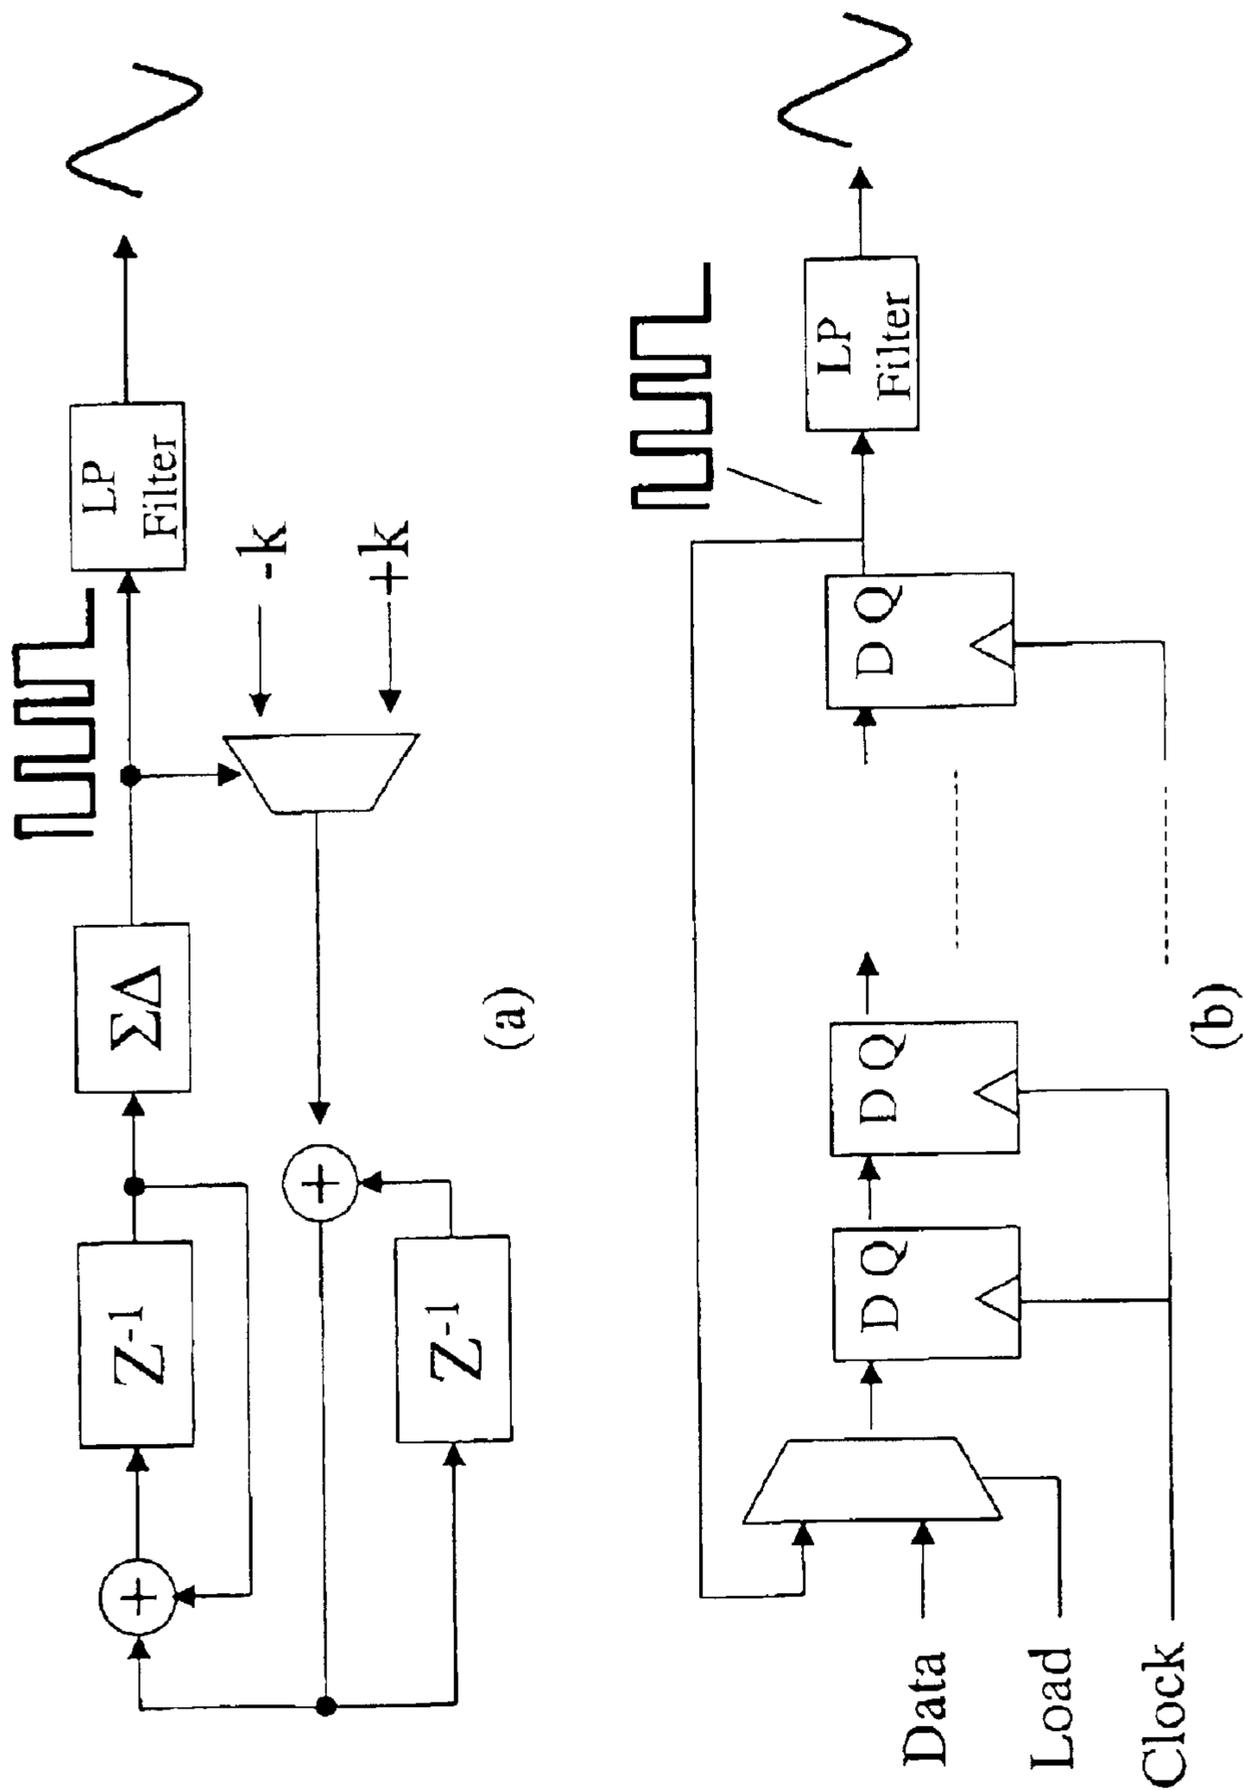 Z-1
ΣΔ
LP
Filter
+
+
Z-1
-k
+k
(a)
Data
Load
Clock
D Q
D Q
D Q
LP
Filter
(b)